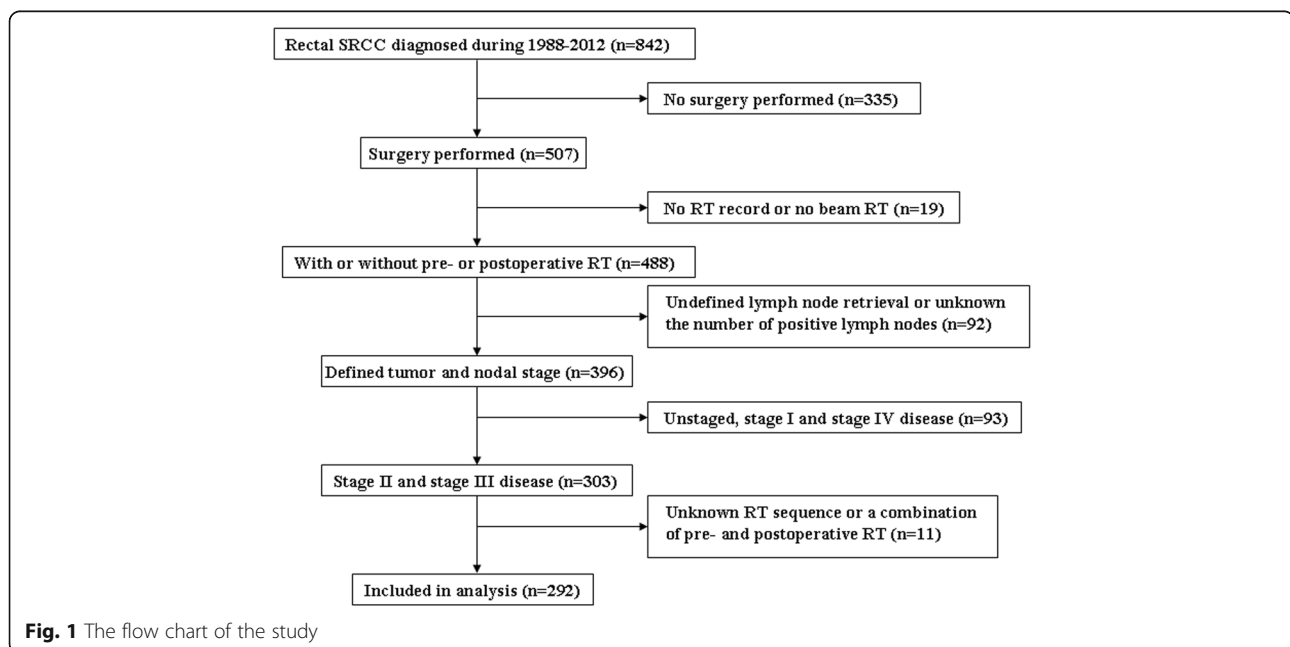 Rectal SRCC diagnosed during 1988-2012 (n=842)
No surgery performed (n=335)
Surgery performed (n=507)
No RT record or no beam RT (n=19)
With or without pre- or postoperative RT (n=488)
Undefined lymph node retrieval or unknown
the number of positive lymph nodes (n=92)
Defined tumor and nodal stage (n=396)
Unstaged, stage I and stage IV disease (n=93)
Stage II and stage III disease (n=303)
Unknown RT sequence or a combination
of pre- and postoperative RT (n=11)
Included in analysis (n=292)
Fig. 1 The flow chart of the study